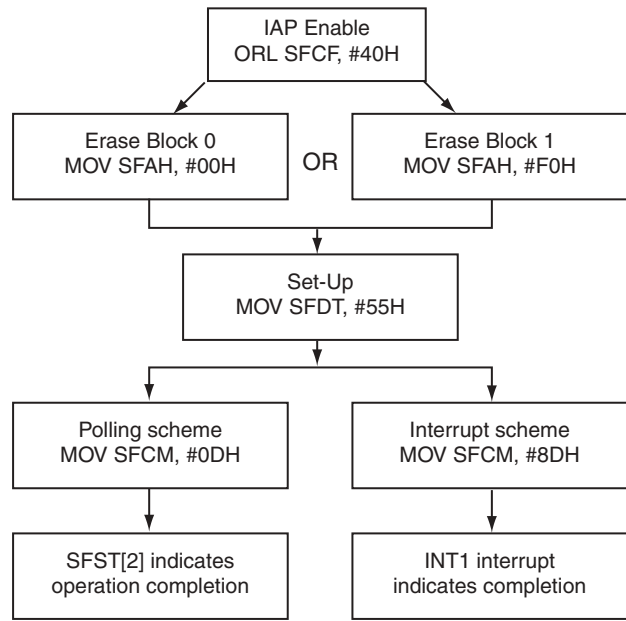 IAP Enable
ORL SFCF, #40H
Erase Block 0
MOV SFAH, #00H
OR
Erase Block 1
MOV SFAH, #F0H
Set-Up
MOV SFDT, #55H
Polling scheme
MOV SFCM, #0DH
Interrupt scheme
MOV SFCM, #8DH
SFST[2] indicates
operation completion
INT1 interrupt
indicates completion